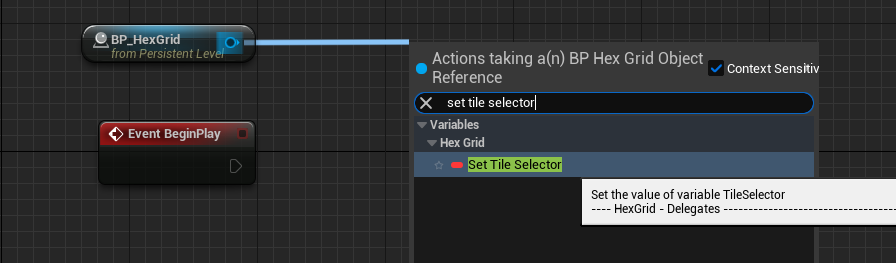 BP_HexGrid
from Persistent Level
Event BeginPlay
Actions taking a(n) BP Hex Grid Object
Reference
Context Sensitiv
set tile selector
Variables
Hex Grid
Set Tile Selector
Set the value of variable TileSelector
---- HexGrid - Delegates ------------------------------------